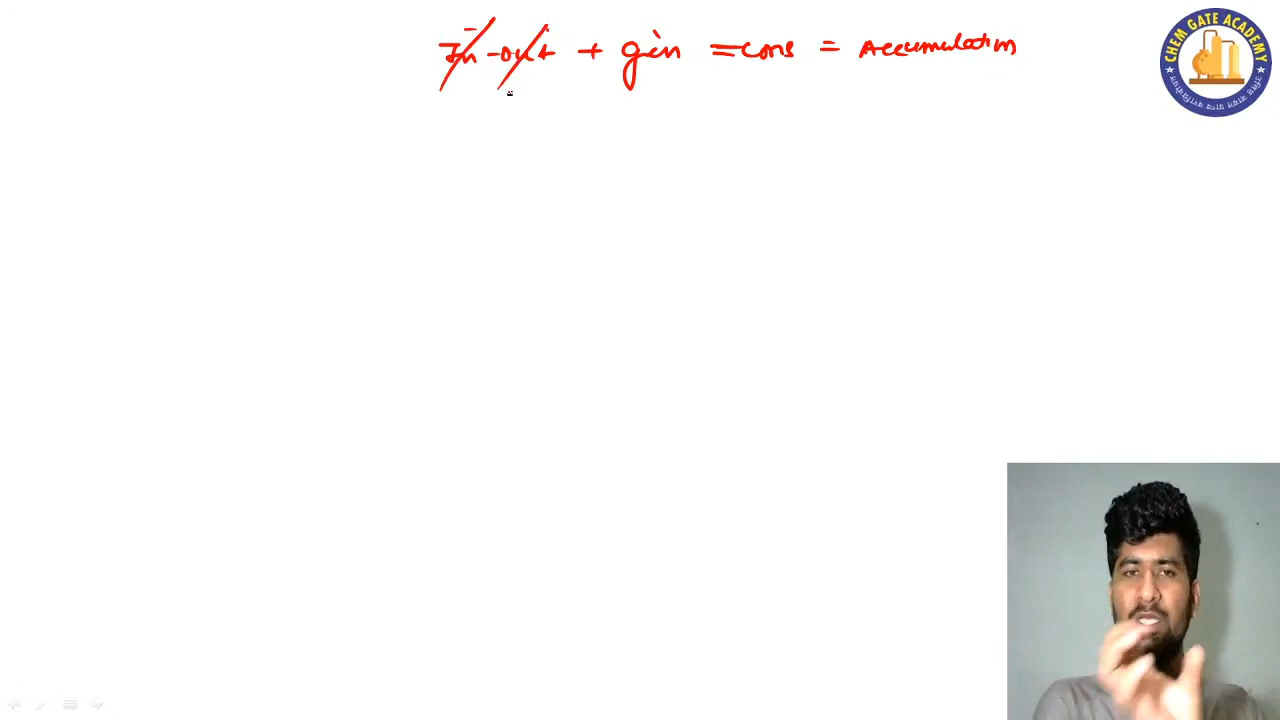 In - Out + gen = cons = Accumulation
CHEM GATE ACADEMY